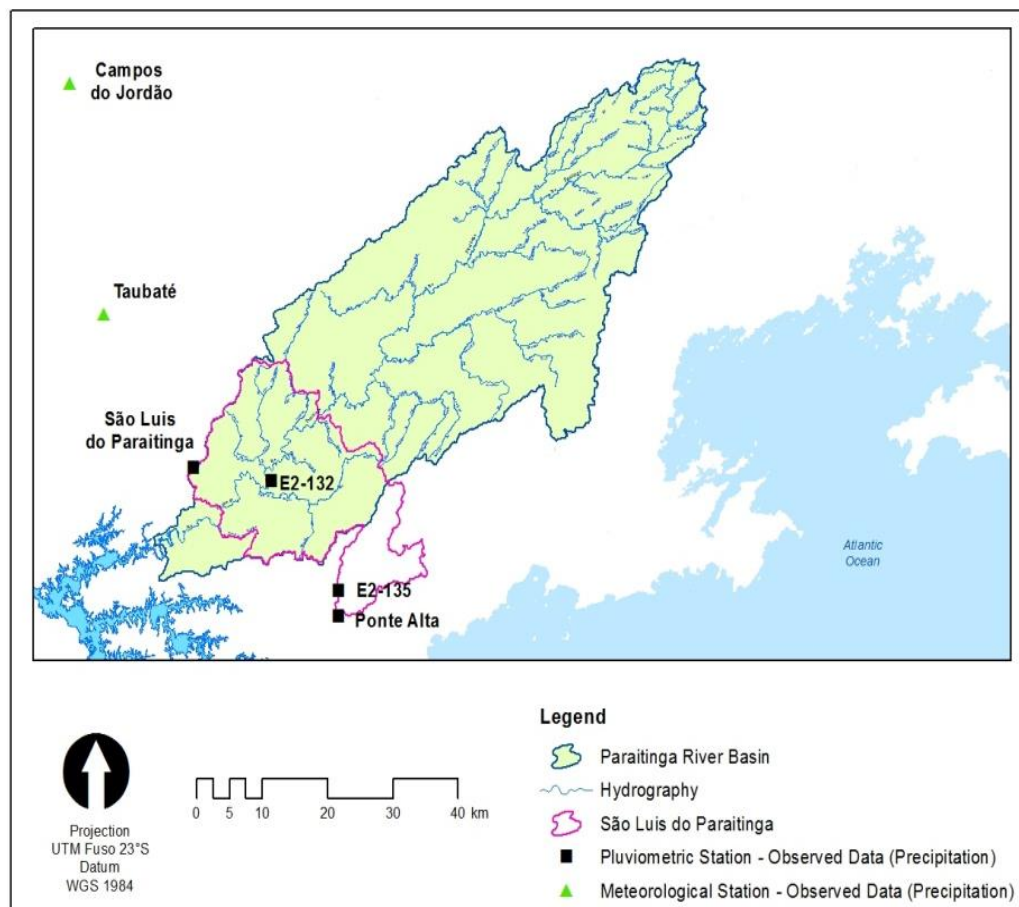 Campos
do Jordão
Taubaté
São Luis
do Paraitinga
E2-132
E2-135
Ponte Alta
Atlantic
Ocean
Projection
UTM Fuso 23°S
Datum
WGS 1984
0 5 10 20 30 40 km
Legend
Paraitinga River Basin
Hydrography
São Luis do Paraitinga
Pluviometric Station - Observed Data (Precipitation)
Meteorological Station - Observed Data (Precipitation)